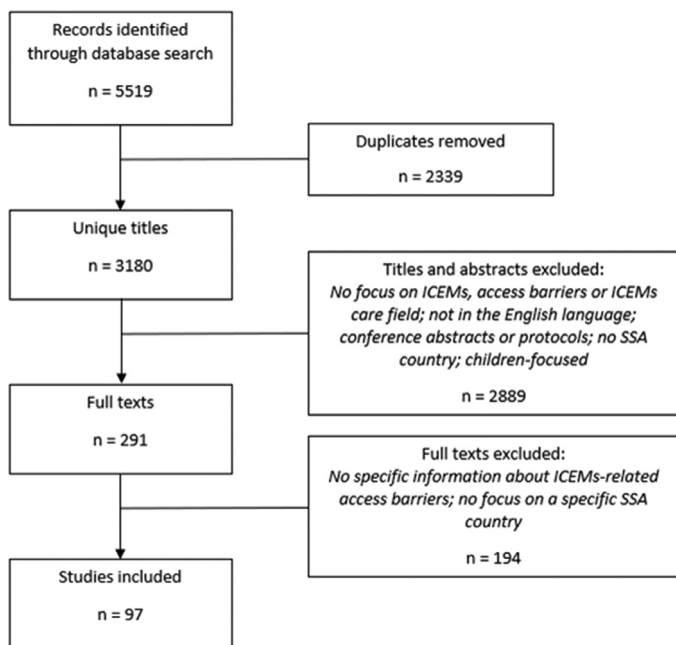 Records identified
through database search
n = 5519
Duplicates removed
n = 2339
Unique titles
n = 3180
Titles and abstracts excluded:
No focus on ICEMs, access barriers or ICEMs
care field; not in the English language;
conference abstracts or protocols; no SSA
country; children-focused
n = 2889
Full texts
n = 291
Full texts excluded:
No specific information about ICEMs-related
access barriers; no focus on a specific SSA
country
n = 194
Studies included
n = 97